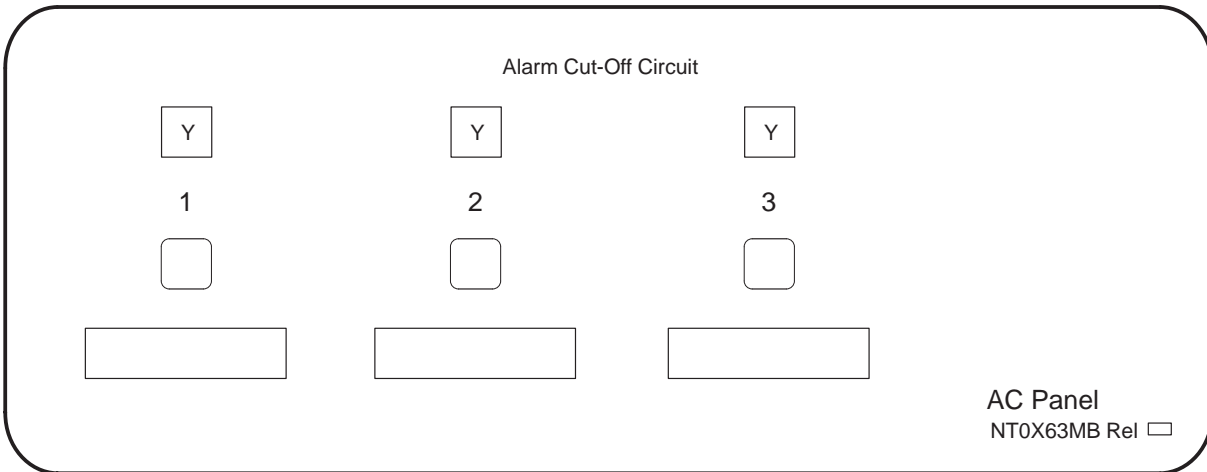 Alarm Cut-Off Circuit
Y Y Y
1 2 3
AC Panel
NT0X63MB Rel